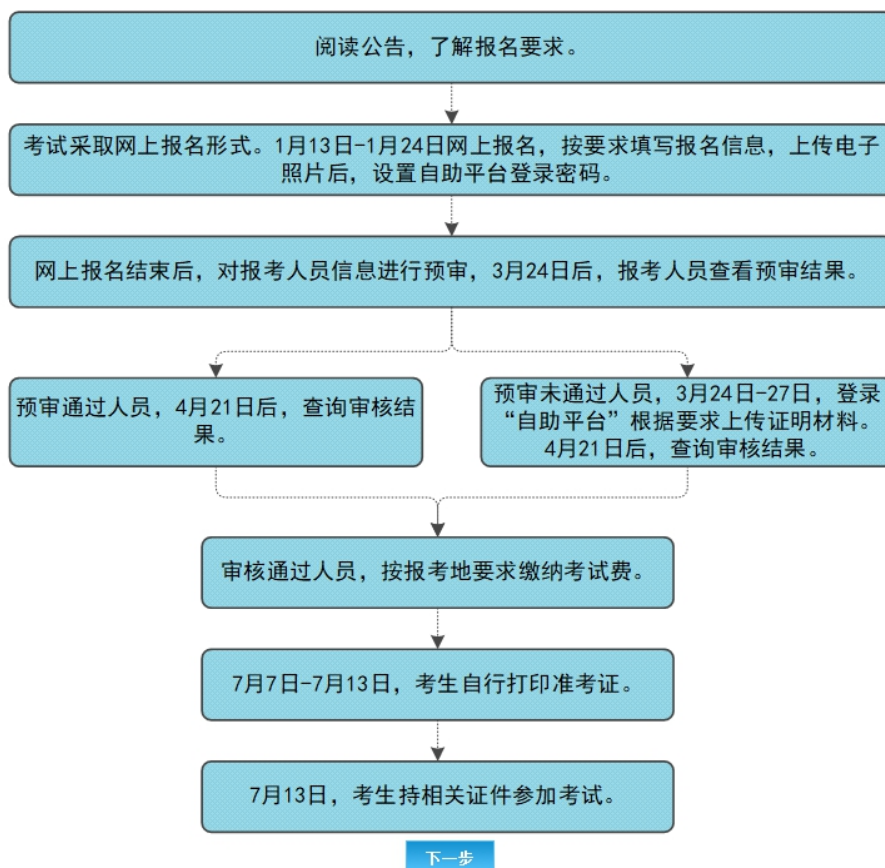 阅读公告，了解报名要求。
考试采取网上报名形式。1月13日-1月24日网上报名，按要求填写报名信息，上传电子
照片后，设置自助平台登录密码。
网上报名结束后，对报考人员信息进行预审，3月24日后，报考人员查看预审结果。
预审通过人员，4月21日后，查询审核结
果。
预审未通过人员，3月24日-27日，登录
“自助平台”根据要求上传证明材料。
4月21日后，查询审核结果。
审核通过人员，按报考地要求缴纳考试费。
7月7日-7月13日，考生自行打印准考证。
7月13日，考生持相关证件参加考试。
下一步